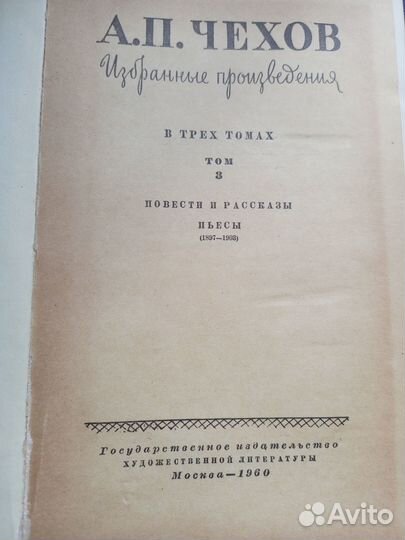 А.П. ЧЕХОВ
Избранные произведения
В ТРЕХ ТОМАХ
ТОМ
3
ПОВЕСТИ И РАССКАЗЫ
ПЬЕСЫ
(1897—1903)
Государственное издательство
ХУДОЖЕСТВЕННОЙ ЛИТЕРАТУРЫ
Москва—1960
Avito